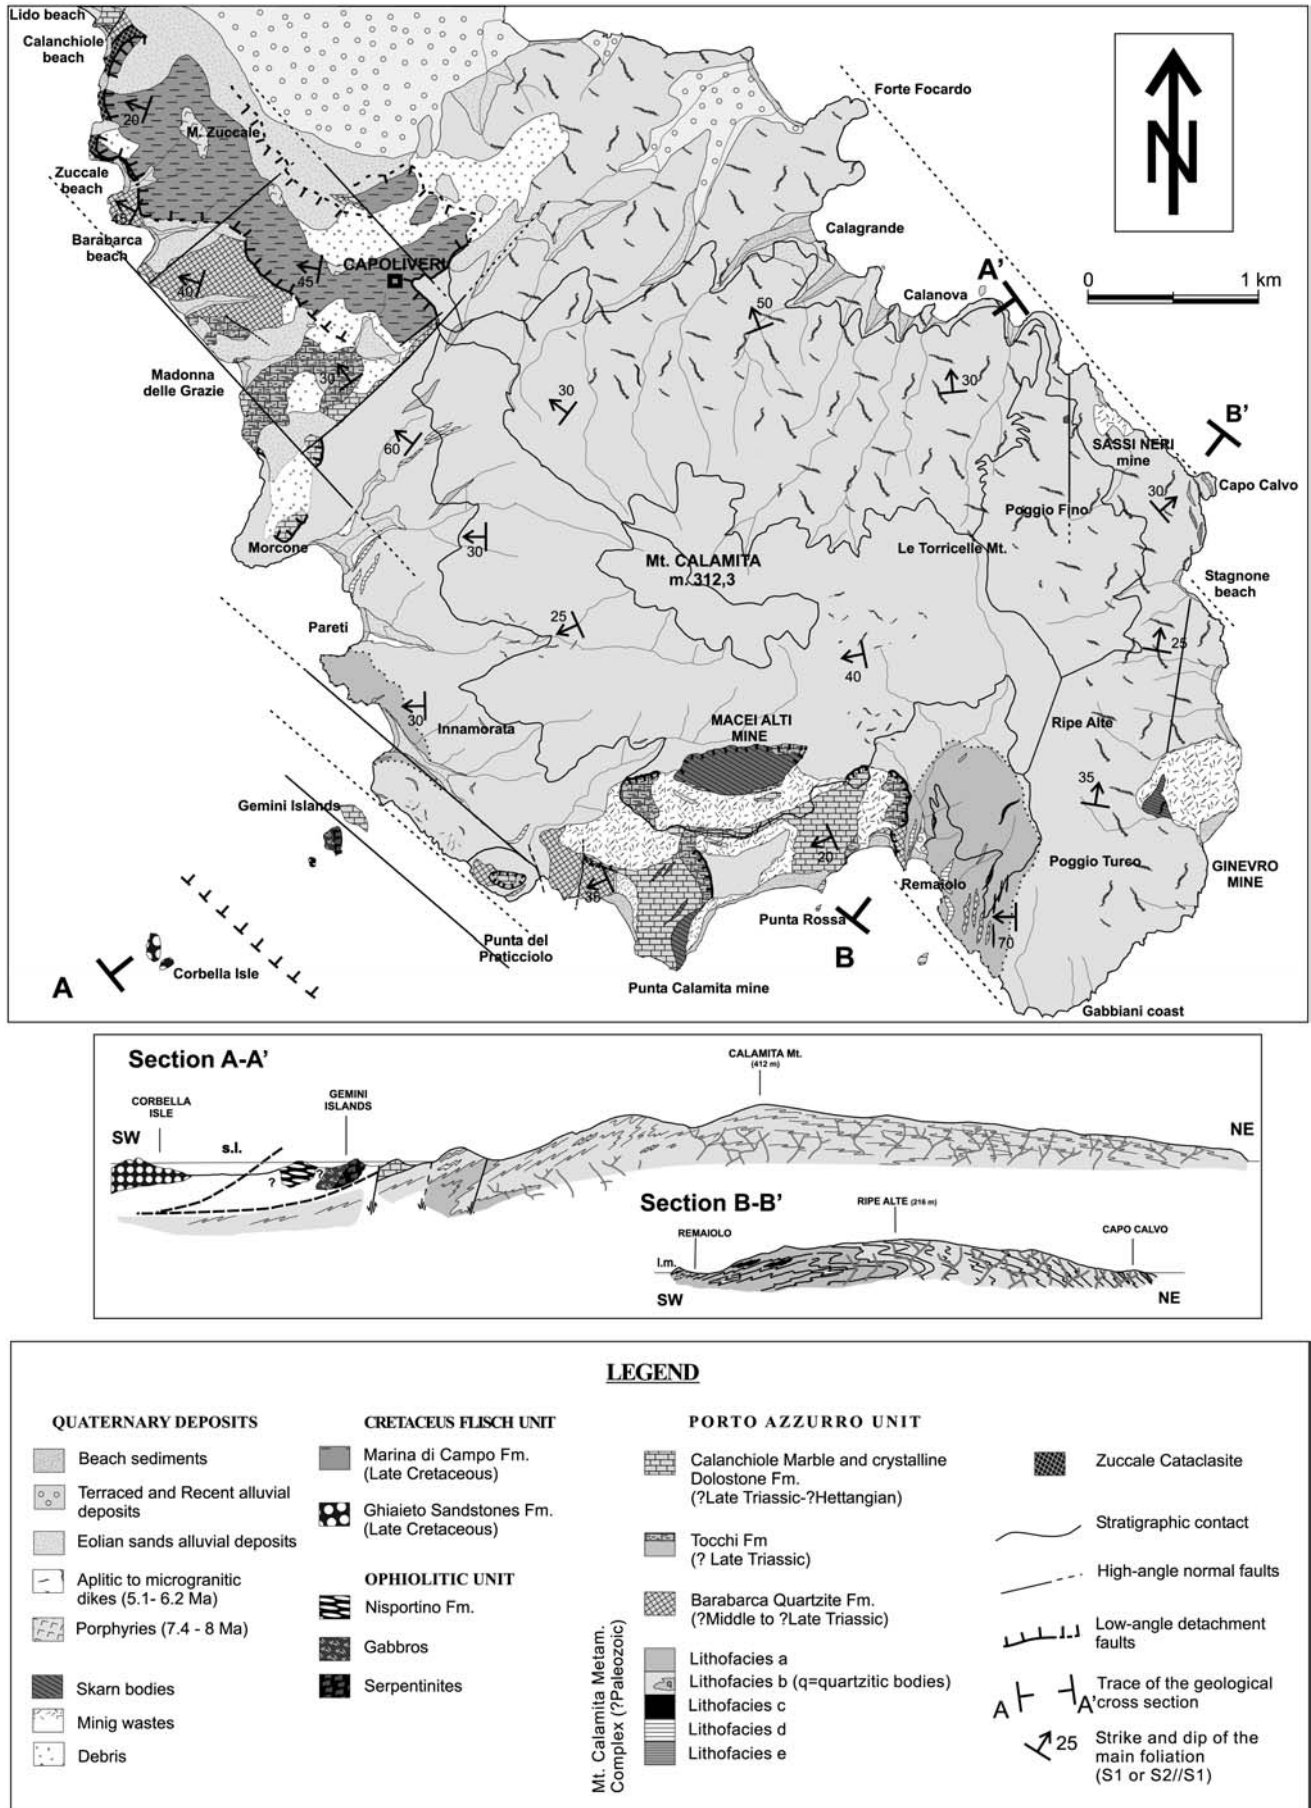 Lido beach
Calanchiole
beach
20
M. Zuccale
Zuccale
beach
45
Barabarca
beach
40
45
CAPOLIVERI
Madonna
delle Grazie
30
60
Morcone
30
Forte Focardo
N
Calagrande
A'
Calanova
0
1 km
50
30
30
B'
SASSI NERI
mine
Capo Calvo
30
Poggio Fino
Le Torricelle Mt.
Mt. CALAMITA
m. 312,3
Stagnone
beach
Pareti
25
25
40
30
Innamorata
MACEI ALTI
MINE
Ripe Alte
35
Gemini Islands
20
Poggio Turco
GINEVRO
MINE
Remaiolo
35
Punta Rossa
70
B
Punta del
Praticciolo
A
Corbella Isle
Punta Calamita mine
Gabbiani coast
Section A-A'
CALAMITA Mt.
(412 m)
CORBELLA
ISLE
GEMINI
ISLANDS
SW
s.l.
NE
?
?
Section B-B'
RIPE ALTE (216 m)
REMAIOLO
CAPO CALVO
l.m.
SW
NE
LEGEND
QUATERNARY DEPOSITS
Beach sediments
Terraced and Recent alluvial
deposits
Eolian sands alluvial deposits
Aplitic to microgranitic
dikes (5.1- 6.2 Ma)
Porphyries (7.4 - 8 Ma)
Skarn bodies
Minig wastes
Debris
CRETACEUS FLISCH UNIT
Marina di Campo Fm.
(Late Cretaceous)
Ghiaieto Sandstones Fm.
(Late Cretaceous)
OPHIOLITIC UNIT
Nisportino Fm.
Gabbros
Serpentinites
PORTO AZZURRO UNIT
Calanchiole Marble and crystalline
Dolostone Fm.
(?Late Triassic-?Hettangian)
Tocchi Fm
(? Late Triassic)
Barabarca Quartzite Fm.
(?Middle to ?Late Triassic)
Mt. Calamita Metam.
Complex (?Paleozoic)
Lithofacies a
Lithofacies b (q=quartzitic bodies)
Lithofacies c
Lithofacies d
Lithofacies e
Zuccale Cataclasite
Stratigraphic contact
High-angle normal faults
Low-angle detachment
faults
A
A'
Trace of the geological
cross section
25
Strike and dip of the
main foliation
(S1 or S2//S1)